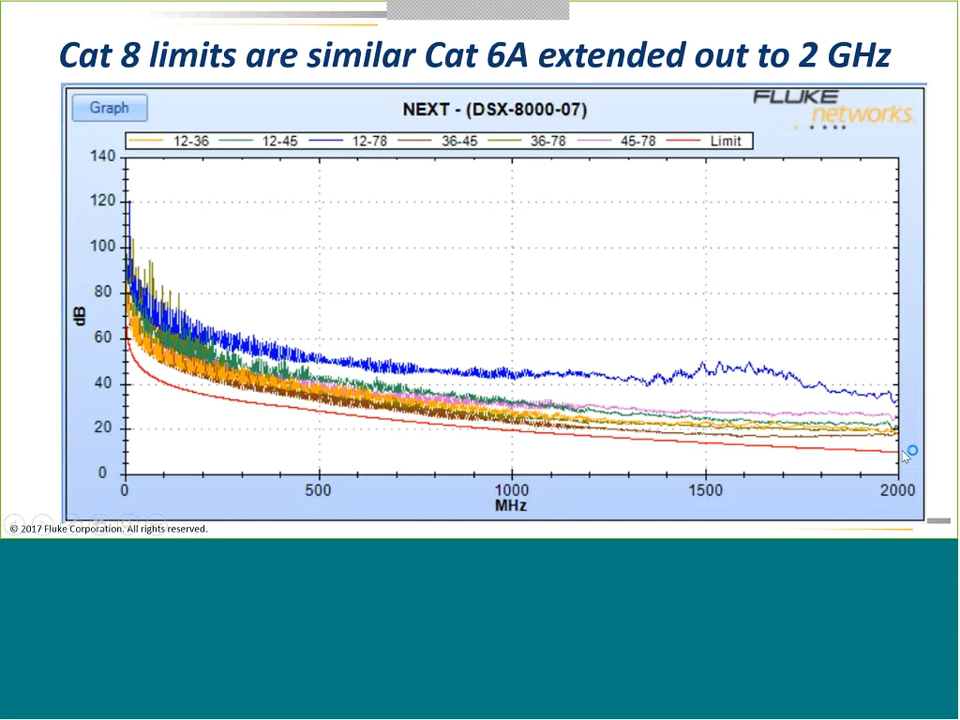 Cat 8 limits are similar Cat 6A extended out to 2 GHz
Graph
NEXT - (DSX-8000-07)
FLUKE
networks.
12-36 12-45 12-78 36-45 36-78 45-78 Limit
140
120
100
80
60
40
20
0
dB
0 500 1000 1500 2000
MHz
© 2017 Fluke Corporation. All rights reserved.